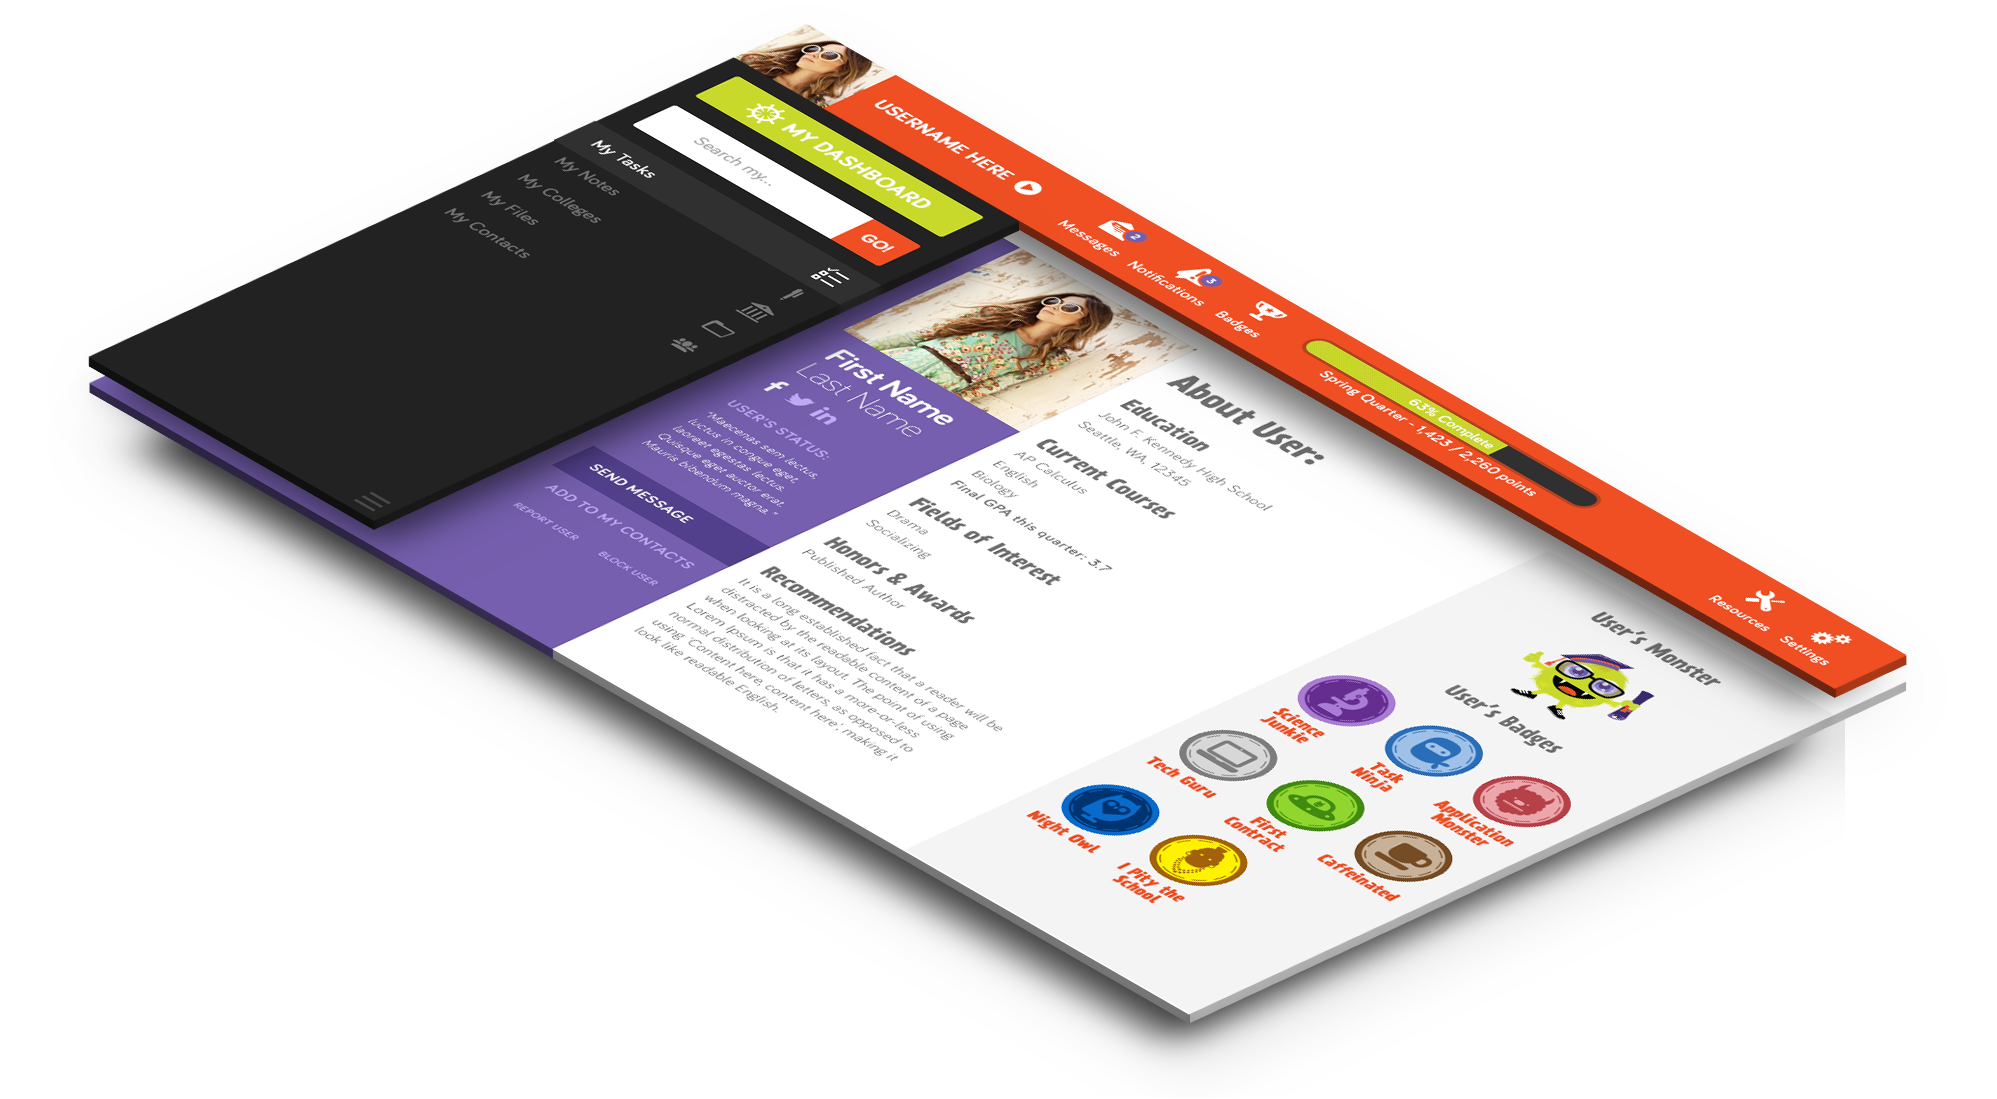 USERNAME HERE
Messages
2
Notifications
3
Badges
63% Complete
Spring Quarter - 1,423 / 2,260 points
Resources
Settings
MY DASHBOARD
Search my...
GO!
My Tasks
My Notes
My Colleges
My Files
My Contacts
First Name
Last Name
USER'S STATUS:
"Maecenas sem lectus,
luctus in congue eget,
laoreet egestas lectus.
Quisque eget auctor erat.
Mauris bibendum magna. "
SEND MESSAGE
ADD TO MY CONTACTS
REPORT USER
BLOCK USER
About User:
Education
John F. Kennedy High School
Seattle, WA, 12345
Current Courses
AP Calculus
English
Biology
Final GPA this quarter: 3.7
Fields of Interest
Drama
Socializing
Honors & Awards
Published Author
Recommendations
It is a long established fact that a reader will be
distracted by the readable content of a page
when looking at its layout. The point of using
Lorem Ipsum is that it has a more-or-less
normal distribution of letters, as opposed to
using 'Content here, content here', making it
look like readable English.
User's Monster
User's Badges
Science
Junkie
Task
Ninja
Application
Monster
Tech Guru
First
Contract
Caffeinated
Night Owl
I Pity the
School